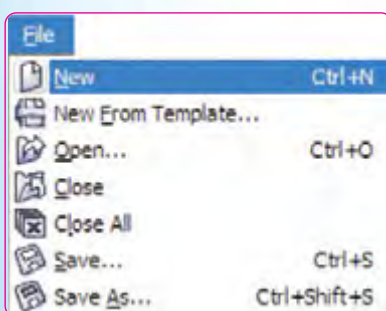 File
New Ctrl+N
New From Template...
Open... Ctrl+O
Close
Close All
Save... Ctrl+S
Save As... Ctrl+Shift+S